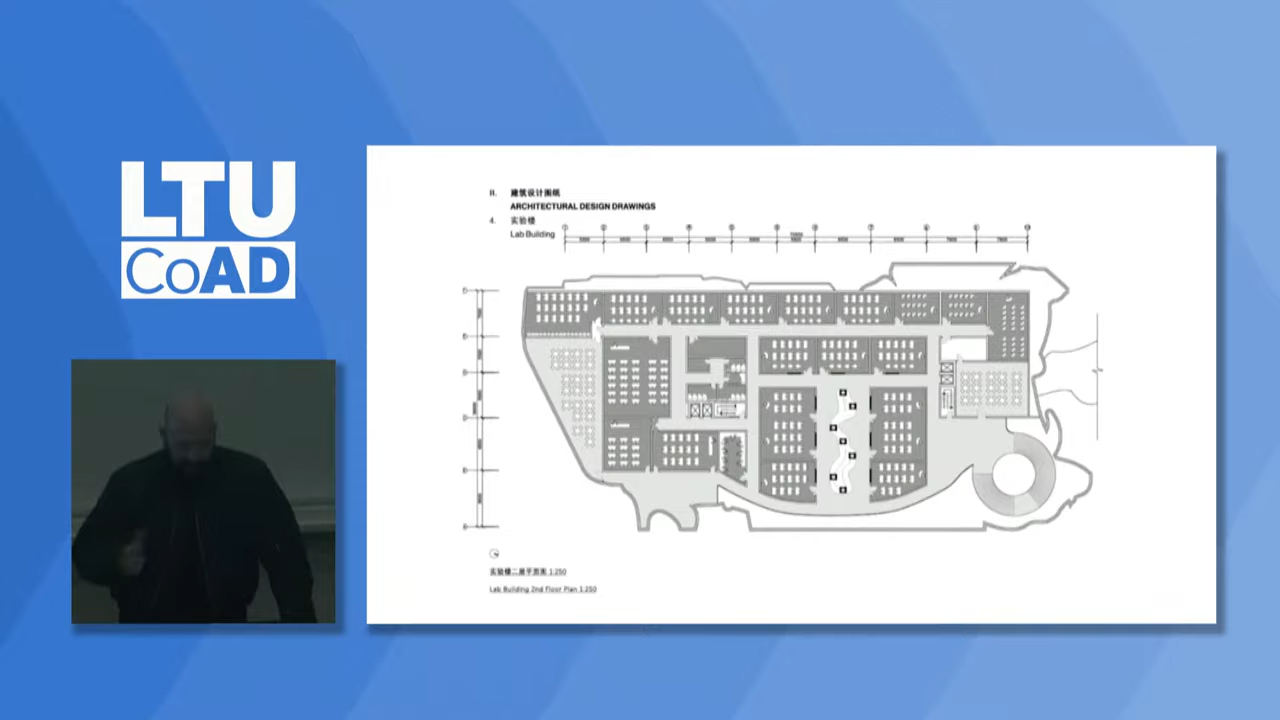 LTU
CoAD
II. 建筑设计图纸
ARCHITECTURAL DESIGN DRAWINGS
4. 实验楼
Lab Building
实验楼二层平面图 1:250
Lab Building 2nd Floor Plan 1:250